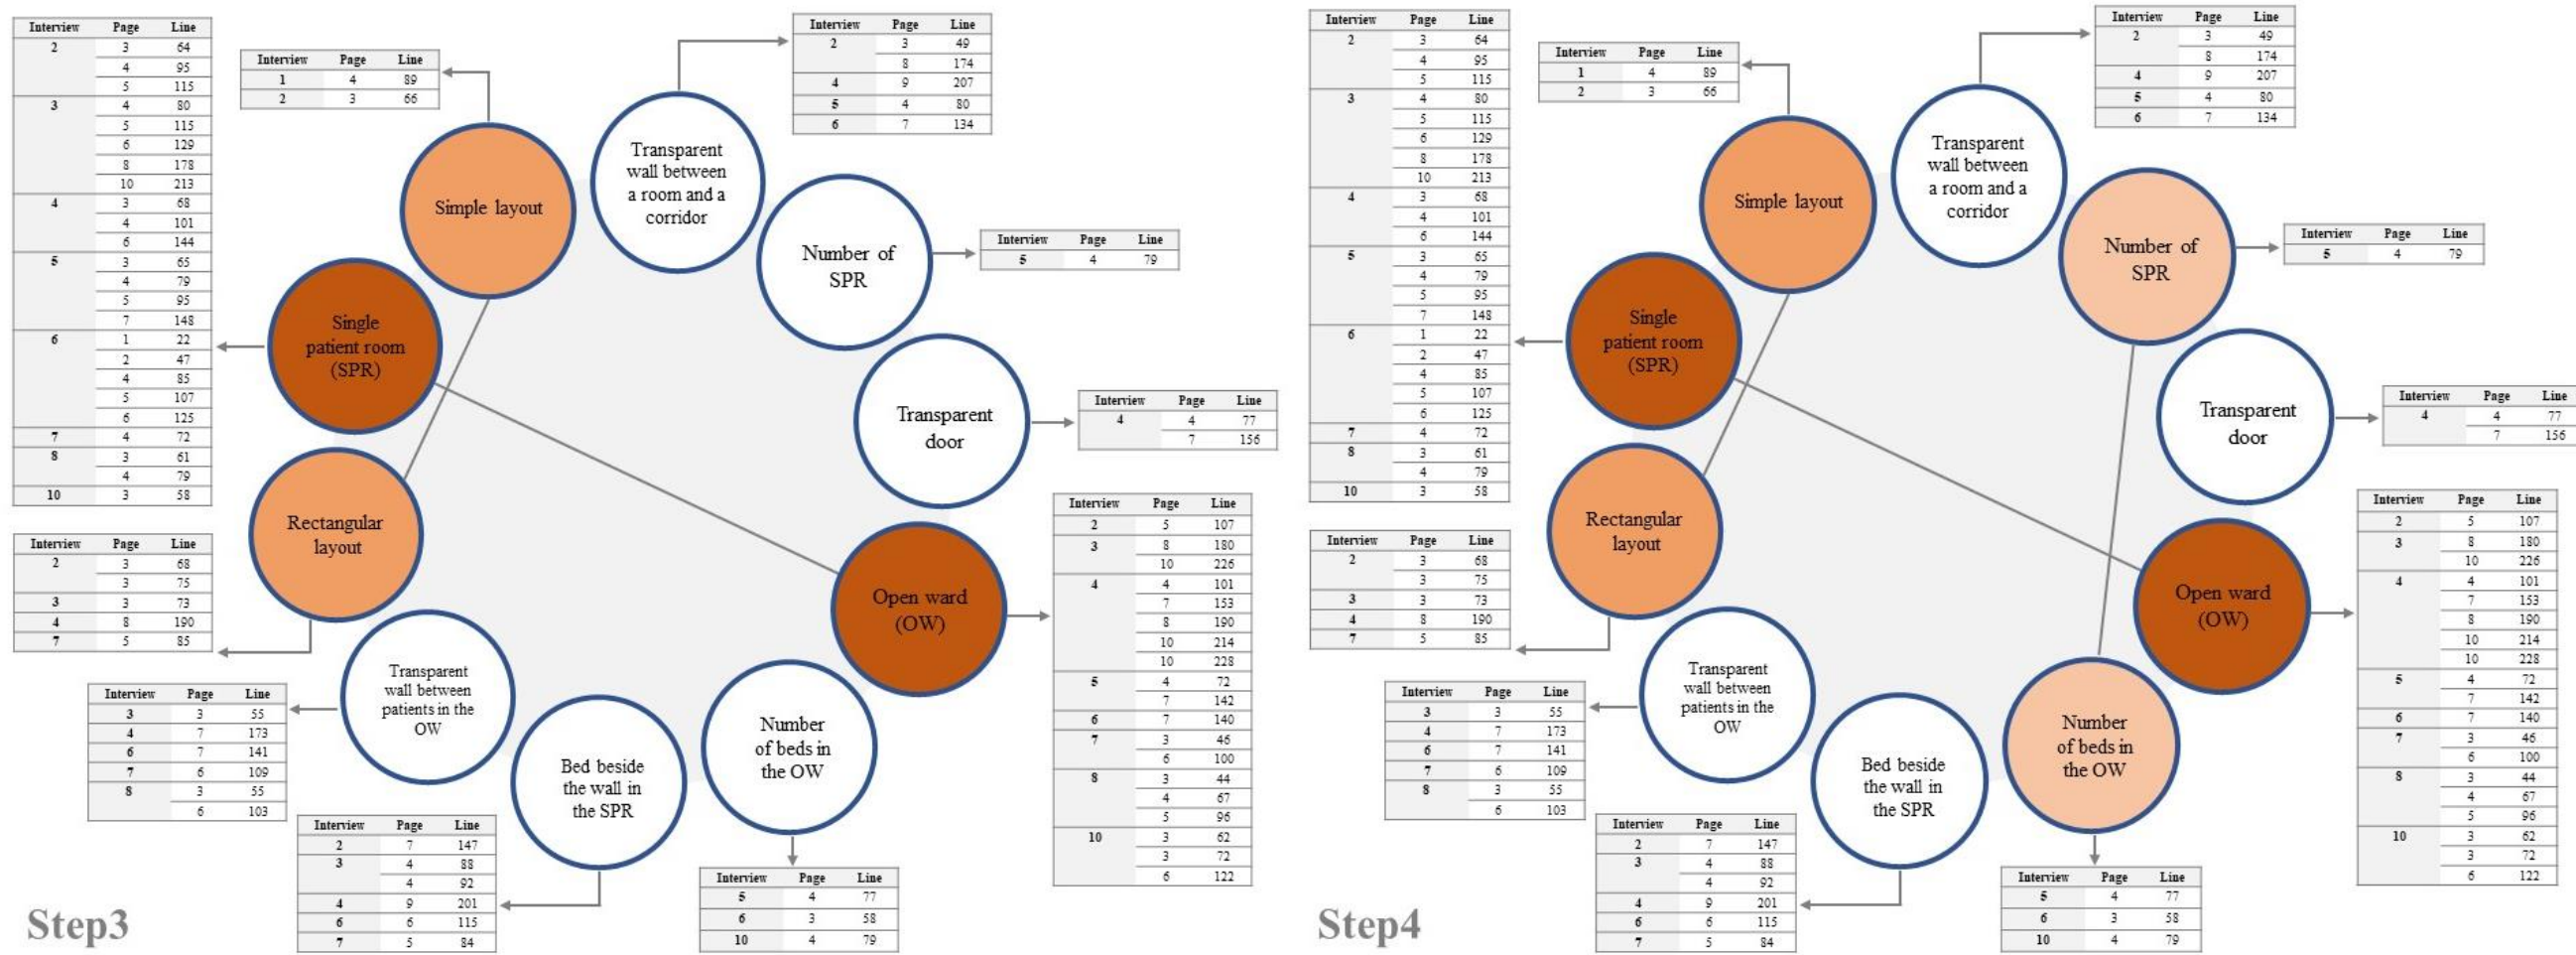 Interview Page Line
2 3 64
4 95
5 115
3 4 80
5 115
6 129
8 178
10 213
4 3 68
4 101
6 144
5 3 65
4 79
5 95
7 148
6 1 22
2 47
4 85
5 107
6 125
7 4 72
8 3 61
4 79
10 3 58
Interview Page Line
1 4 89
2 3 66
Simple layout
Interview Page Line
2 3 49
8 174
4 9 207
5 4 80
6 7 134
Transparent
wall between
a room and a
corridor
Number of
SPR
Interview Page Line
5 4 79
Transparent
door
Interview Page Line
4 4 77
7 156
Single
patient room
(SPR)
Rectangular
layout
Interview Page Line
2 3 68
3 75
3 3 73
4 8 190
7 5 85
Open ward
(OW)
Interview Page Line
2 5 107
3 8 180
10 226
4 4 101
7 153
8 190
10 214
10 228
5 4 72
7 142
6 7 140
7 3 46
6 100
8 3 44
4 67
5 96
10 3 62
3 72
6 122
Transparent
wall between
patients in the
OW
Interview Page Line
3 3 55
4 7 173
6 7 141
7 6 109
8 3 55
6 103
Bed beside
the wall in
the SPR
Interview Page Line
2 7 147
3 4 88
4 92
4 9 201
6 6 115
7 5 84
Number
of beds in
the OW
Interview Page Line
5 4 77
6 3 58
10 4 79
Step3
Interview Page Line
2 3 64
4 95
5 115
3 4 80
5 115
6 129
8 178
10 213
4 3 68
4 101
6 144
5 3 65
4 79
5 95
7 148
6 1 22
2 47
4 85
5 107
6 125
7 4 72
8 3 61
4 79
10 3 58
Interview Page Line
1 4 89
2 3 66
Simple layout
Interview Page Line
2 3 49
8 174
4 9 207
5 4 80
6 7 134
Transparent
wall between
a room and a
corridor
Number of
SPR
Interview Page Line
5 4 79
Transparent
door
Interview Page Line
4 4 77
7 156
Single
patient room
(SPR)
Rectangular
layout
Interview Page Line
2 3 68
3 75
3 3 73
4 8 190
7 5 85
Open ward
(OW)
Interview Page Line
2 5 107
3 8 180
10 226
4 4 101
7 153
8 190
10 214
10 228
5 4 72
7 142
6 7 140
7 3 46
6 100
8 3 44
4 67
5 96
10 3 62
3 72
6 122
Transparent
wall between
patients in the
OW
Interview Page Line
3 3 55
4 7 173
6 7 141
7 6 109
8 3 55
6 103
Bed beside
the wall in
the SPR
Interview Page Line
2 7 147
3 4 88
4 92
4 9 201
6 6 115
7 5 84
Number
of beds in
the OW
Interview Page Line
5 4 77
6 3 58
10 4 79
Step4